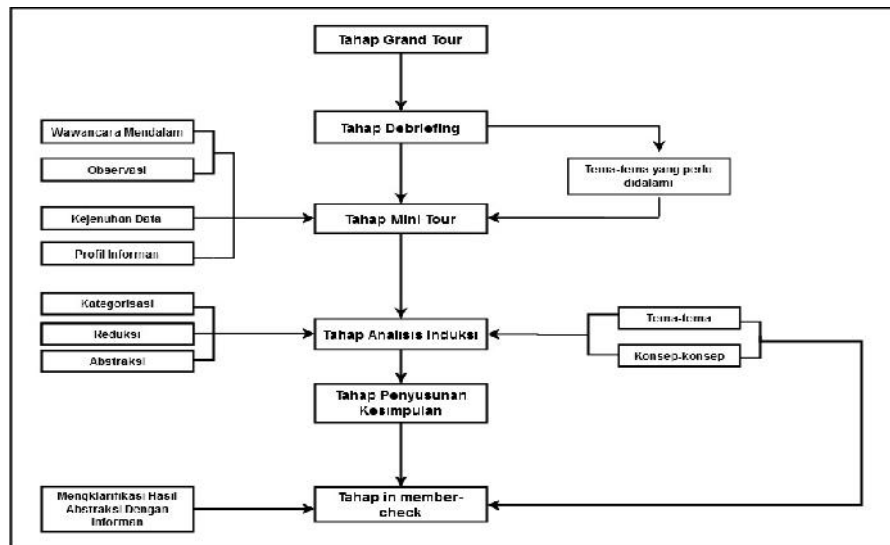 Tahap Grand Tour
Tahap Debriefing
Wawancara Mendalam
Observasi
Tema-tema yang perlu
didalami
Kejenuhan Data
Tahap Mini Tour
Profil Informan
Kategorisasi
Reduksi
Abstraksi
Tahap Analisis Induksi
Tema-tema
Konsep-konsep
Tahap Penyusunan
Kesimpulan
Mengklarifikasi Hasil
Abstraksi Dengan
Informan
Tahap in member-
check